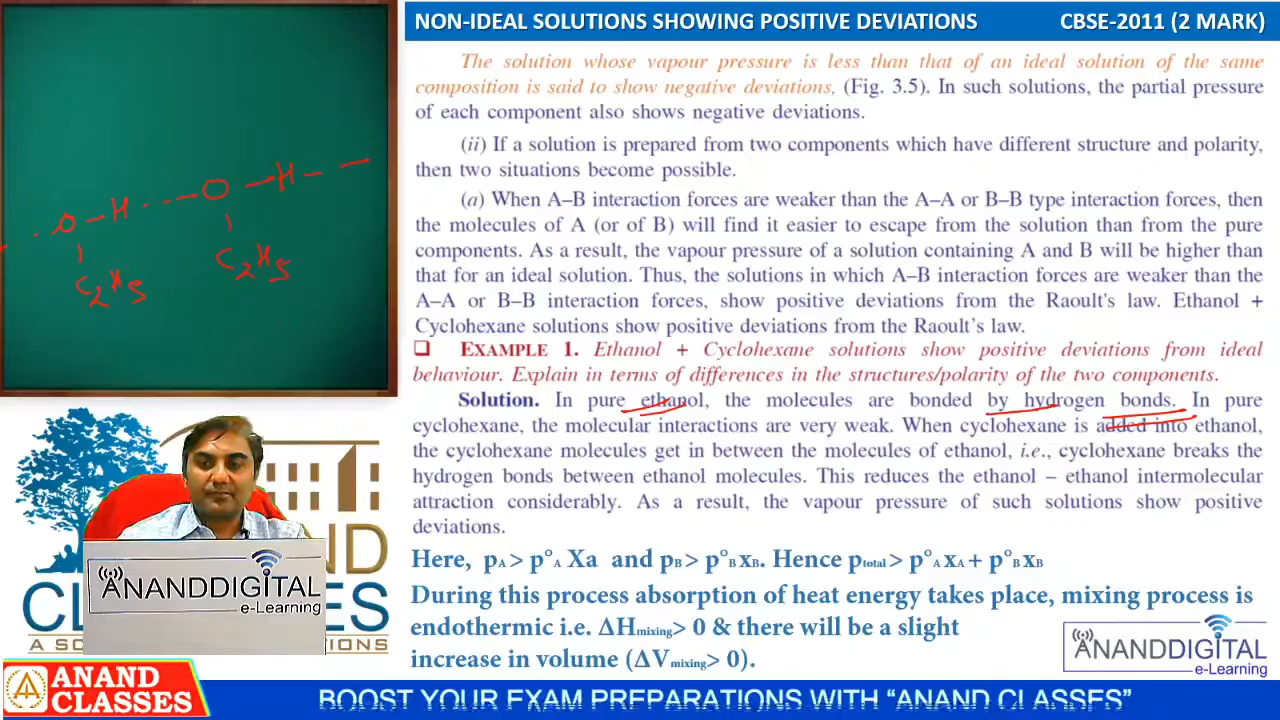 NON-IDEAL SOLUTIONS SHOWING POSITIVE DEVIATIONS CBSE-2011 (2 MARK)
The solution whose vapour pressure is less than that of an ideal solution of the same
composition is said to show negative deviations, (Fig. 3.5). In such solutions, the partial pressure
of each component also shows negative deviations.
(ii) If a solution is prepared from two components which have different structure and polarity,
then two situations become possible.
(a) When A–B interaction forces are weaker than the A–A or B–B type interaction forces, then
the molecules of A (or of B) will find it easier to escape from the solution than from the pure
components. As a result, the vapour pressure of a solution containing A and B will be higher than
that for an ideal solution. Thus, the solutions in which A–B interaction forces are weaker than the
A–A or B–B interaction forces, show positive deviations from the Raoult's law. Ethanol +
Cyclohexane solutions show positive deviations from the Raoult's law.
❑ EXAMPLE 1. Ethanol + Cyclohexane solutions show positive deviations from ideal
behaviour. Explain in terms of differences in the structures/polarity of the two components.
Solution. In pure ethanol, the molecules are bonded by hydrogen bonds. In pure
cyclohexane, the molecular interactions are very weak. When cyclohexane is added into ethanol,
the cyclohexane molecules get in between the molecules of ethanol, i.e., cyclohexane breaks the
hydrogen bonds between ethanol molecules. This reduces the ethanol – ethanol intermolecular
attraction considerably. As a result, the vapour pressure of such solutions show positive
deviations.
Here, pA > p°A Xa and pB > p°B xB. Hence ptotal > p°A xA + p°B xB
During this process absorption of heat energy takes place, mixing process is
endothermic i.e. ΔHmixing > 0 & there will be a slight
increase in volume (ΔVmixing > 0).
O – H ---- O – H – –
C2H5 C2H5
AND
CLASSES
ANANDDIGITAL
e-Learning
ANANDDIGITAL
e-Learning
ANAND
CLASSES
BOOST YOUR EXAM PREPARATIONS WITH “ANAND CLASSES”